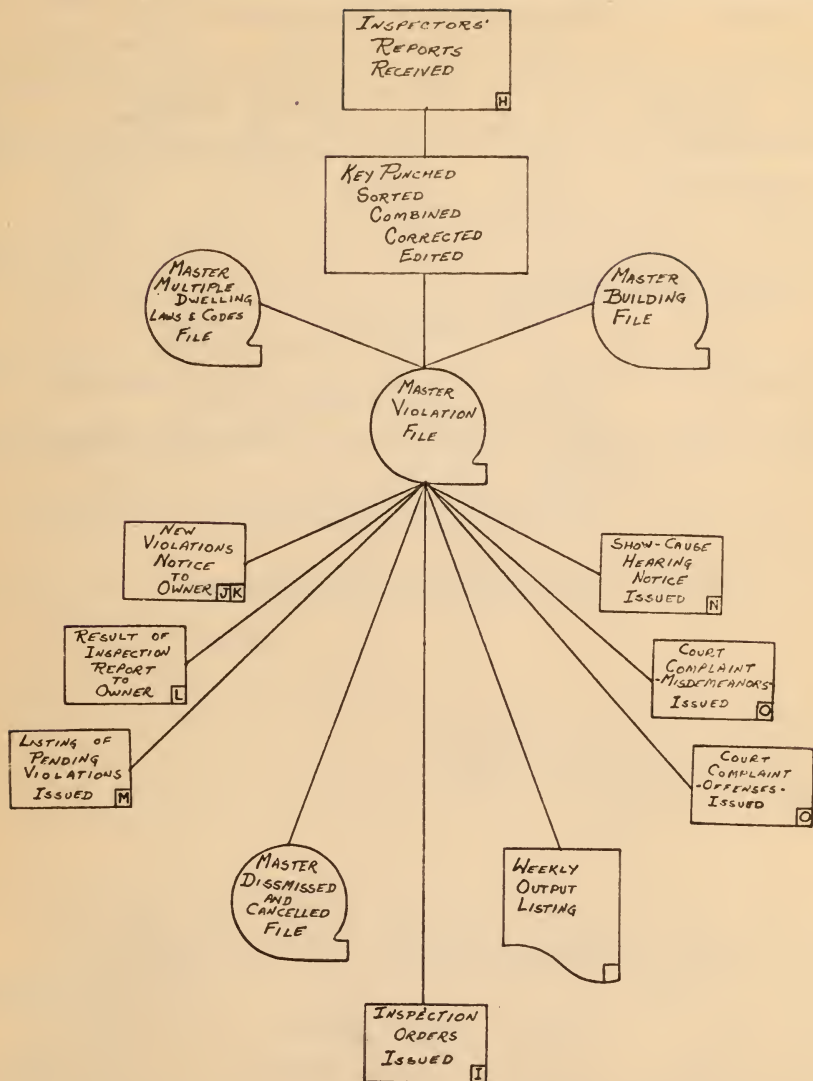 INSPECTORS'
REPORTS
RECEIVED
H
KEY PUNCHED
SORTED
COMBINED
CORRECTED
EDITED
MASTER
MULTIPLE
DWELLING
LAWS & CODES
FILE
MASTER
BUILDING
FILE
MASTER
VIOLATION
FILE
NEW
VIOLATIONS
NOTICE
TO
OWNER J K
SHOW-CAUSE
HEARING
NOTICE
ISSUED N
RESULT OF
INSPECTION
REPORT
TO
OWNER L
COURT
COMPLAINT
-MISDEMEANORS-
ISSUED O
LISTING OF
PENDING
VIOLATIONS
ISSUED M
COURT
COMPLAINT
-OFFENSES-
ISSUED O
MASTER
DISSMISSED
AND
CANCELLED
FILE
WEEKLY
OUTPUT
LISTING
INSPECTION
ORDERS
ISSUED I